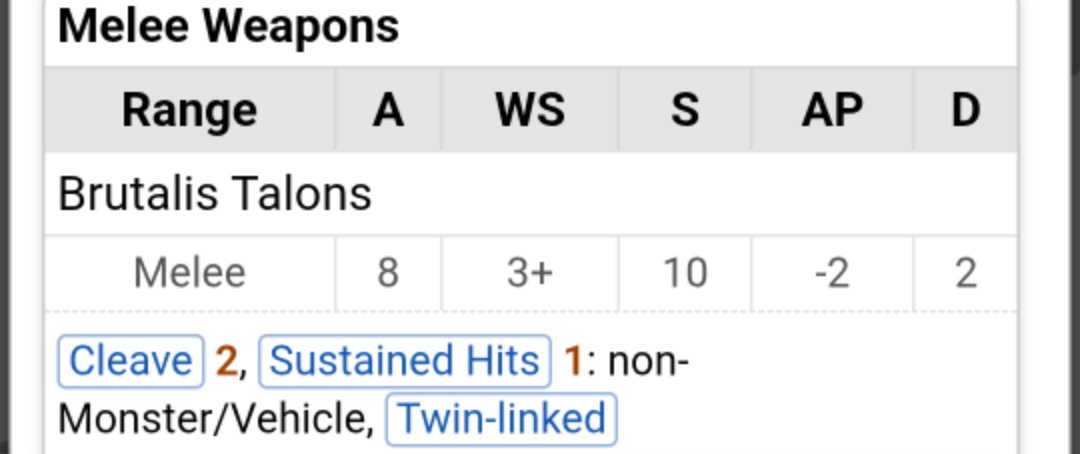 Melee Weapons
Range A WS S AP D
Brutalis Talons
Melee 8 3+ 10 -2 2
Cleave 2, Sustained Hits 1: non-
Monster/Vehicle, Twin-linked